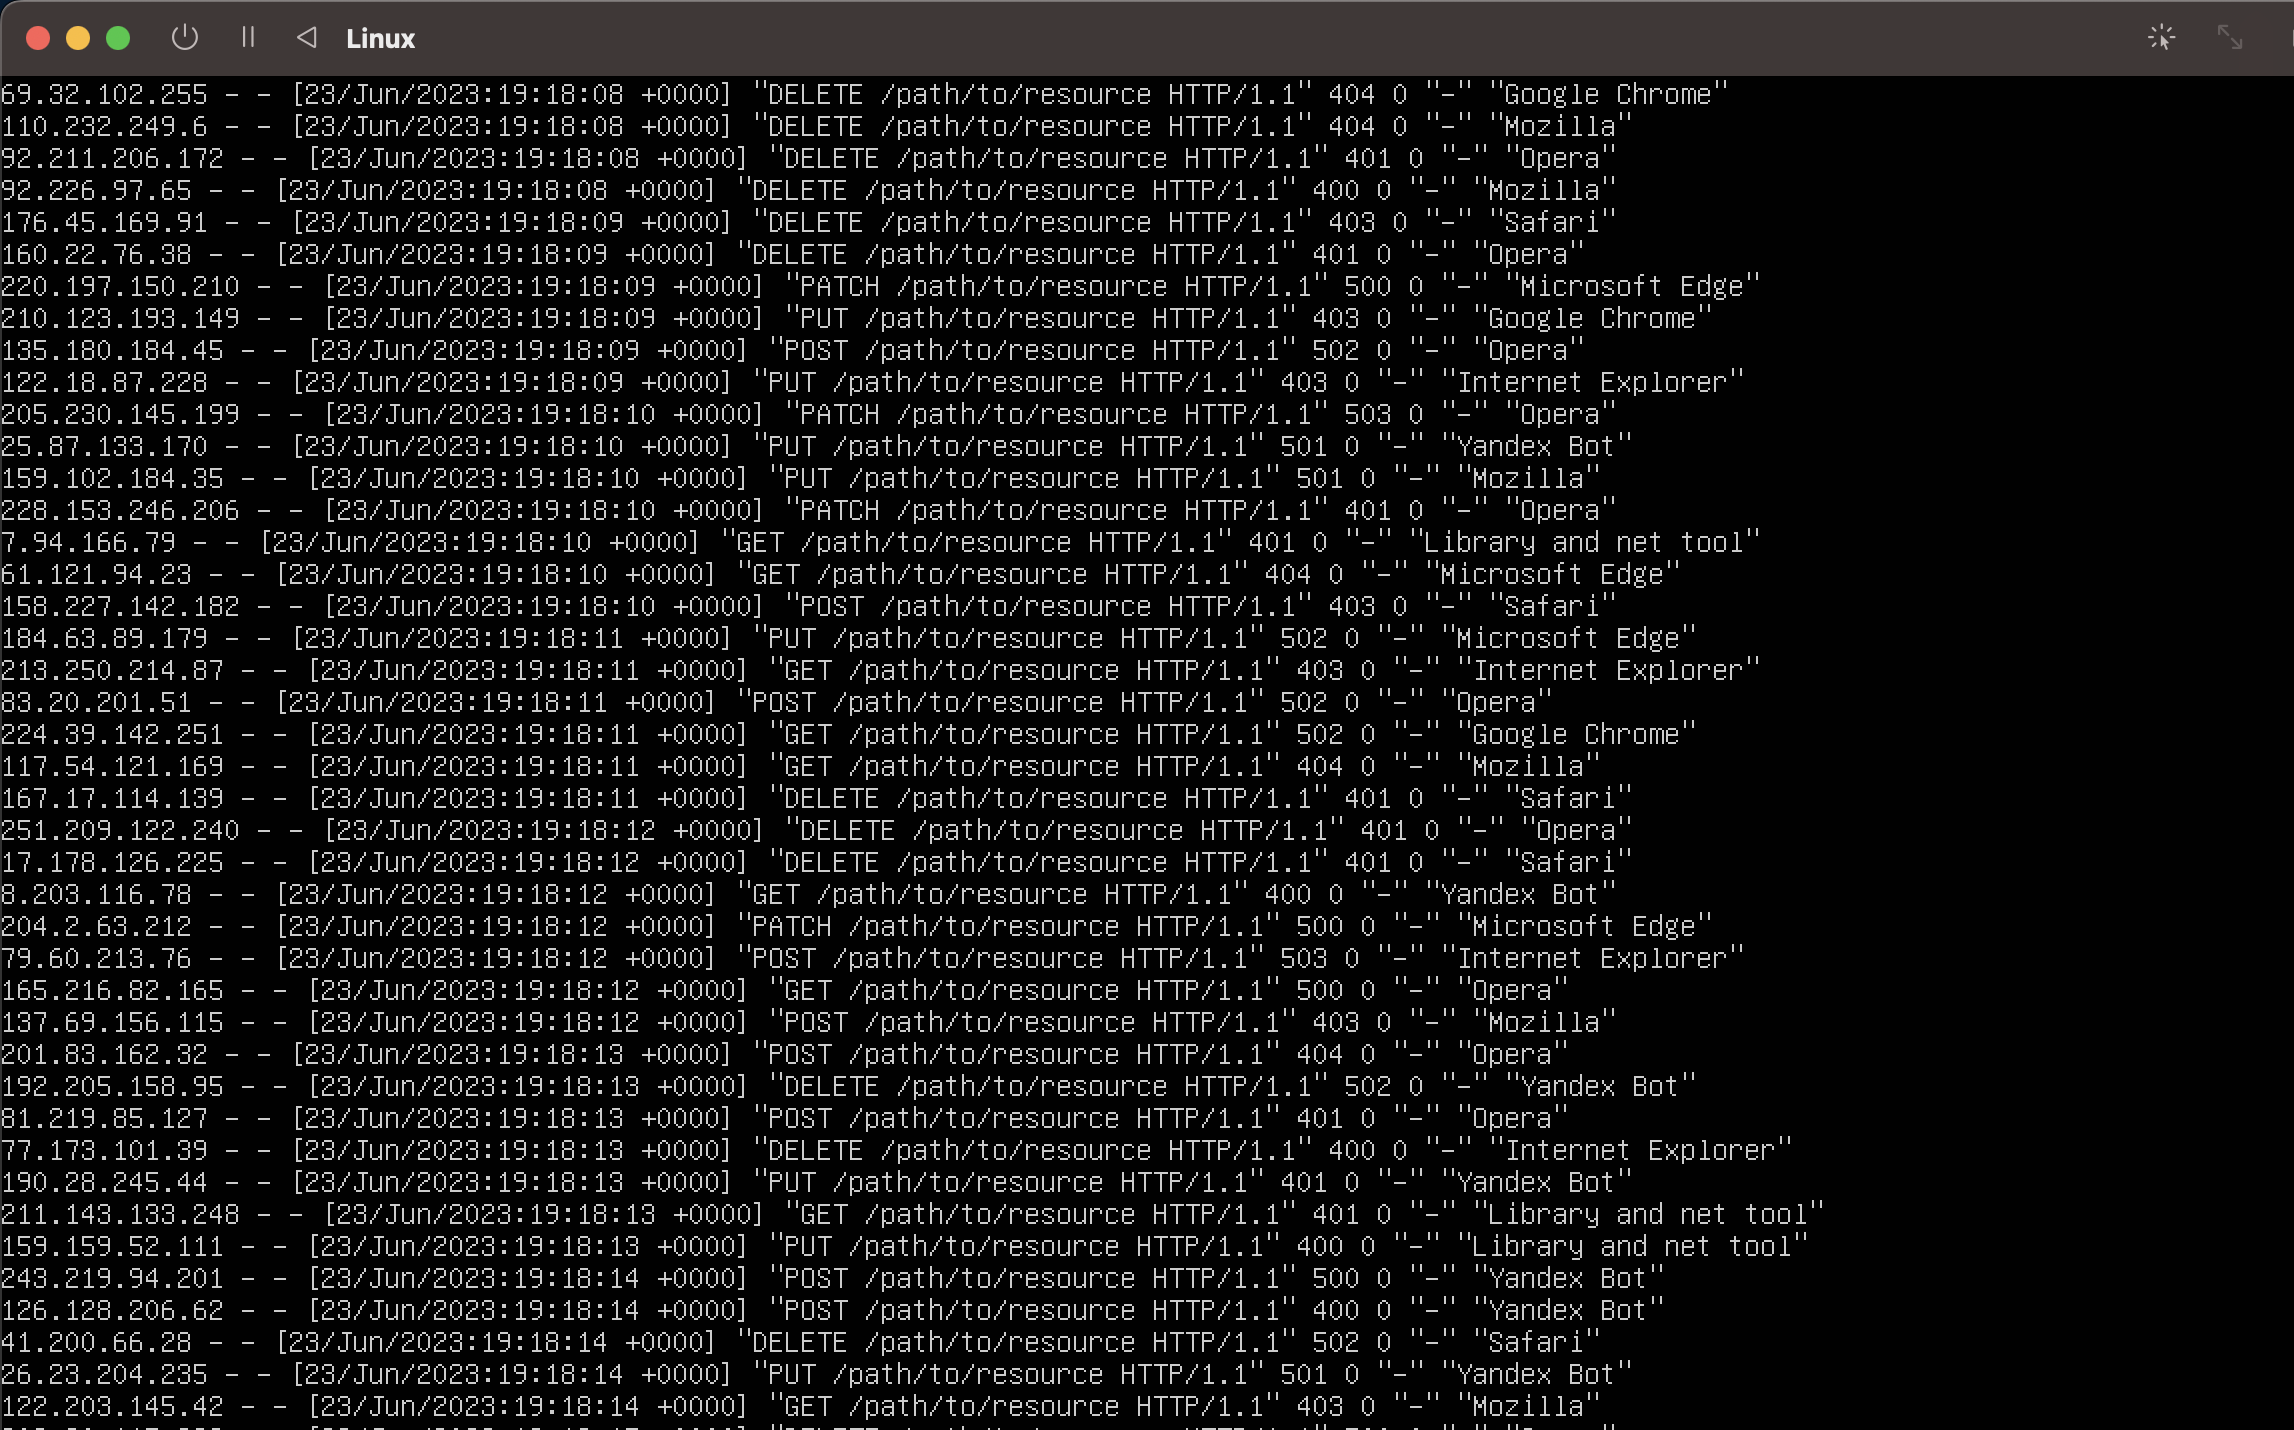 Linux
69.32.102.255 - - [23/Jun/2023:19:18:08 +0000] "DELETE /path/to/resource HTTP/1.1" 404 0 "-" "Google Chrome"
110.232.249.6 - - [23/Jun/2023:19:18:08 +0000] "DELETE /path/to/resource HTTP/1.1" 404 0 "-" "Mozilla"
92.211.206.172 - - [23/Jun/2023:19:18:08 +0000] "DELETE /path/to/resource HTTP/1.1" 401 0 "-" "Opera"
92.226.97.65 - - [23/Jun/2023:19:18:08 +0000] "DELETE /path/to/resource HTTP/1.1" 400 0 "-" "Mozilla"
176.45.169.91 - - [23/Jun/2023:19:18:09 +0000] "DELETE /path/to/resource HTTP/1.1" 403 0 "-" "Safari"
160.22.76.38 - - [23/Jun/2023:19:18:09 +0000] "DELETE /path/to/resource HTTP/1.1" 401 0 "-" "Opera"
220.197.150.210 - - [23/Jun/2023:19:18:09 +0000] "PATCH /path/to/resource HTTP/1.1" 500 0 "-" "Microsoft Edge"
210.123.193.149 - - [23/Jun/2023:19:18:09 +0000] "PUT /path/to/resource HTTP/1.1" 403 0 "-" "Google Chrome"
135.180.184.45 - - [23/Jun/2023:19:18:09 +0000] "POST /path/to/resource HTTP/1.1" 502 0 "-" "Opera"
122.18.87.228 - - [23/Jun/2023:19:18:09 +0000] "PUT /path/to/resource HTTP/1.1" 403 0 "-" "Internet Explorer"
205.230.145.199 - - [23/Jun/2023:19:18:10 +0000] "PATCH /path/to/resource HTTP/1.1" 503 0 "-" "Opera"
25.87.133.170 - - [23/Jun/2023:19:18:10 +0000] "PUT /path/to/resource HTTP/1.1" 501 0 "-" "Yandex Bot"
159.102.184.35 - - [23/Jun/2023:19:18:10 +0000] "PUT /path/to/resource HTTP/1.1" 501 0 "-" "Mozilla"
228.153.246.206 - - [23/Jun/2023:19:18:10 +0000] "PATCH /path/to/resource HTTP/1.1" 401 0 "-" "Opera"
7.94.166.79 - - [23/Jun/2023:19:18:10 +0000] "GET /path/to/resource HTTP/1.1" 401 0 "-" "Library and net tool"
61.121.94.23 - - [23/Jun/2023:19:18:10 +0000] "GET /path/to/resource HTTP/1.1" 404 0 "-" "Microsoft Edge"
158.227.142.182 - - [23/Jun/2023:19:18:10 +0000] "POST /path/to/resource HTTP/1.1" 403 0 "-" "Safari"
184.63.89.179 - - [23/Jun/2023:19:18:11 +0000] "PUT /path/to/resource HTTP/1.1" 502 0 "-" "Microsoft Edge"
213.250.214.87 - - [23/Jun/2023:19:18:11 +0000] "GET /path/to/resource HTTP/1.1" 403 0 "-" "Internet Explorer"
83.20.201.51 - - [23/Jun/2023:19:18:11 +0000] "POST /path/to/resource HTTP/1.1" 502 0 "-" "Opera"
224.39.142.251 - - [23/Jun/2023:19:18:11 +0000] "GET /path/to/resource HTTP/1.1" 502 0 "-" "Google Chrome"
117.54.121.169 - - [23/Jun/2023:19:18:11 +0000] "GET /path/to/resource HTTP/1.1" 404 0 "-" "Mozilla"
167.17.114.139 - - [23/Jun/2023:19:18:11 +0000] "DELETE /path/to/resource HTTP/1.1" 401 0 "-" "Safari"
251.209.122.240 - - [23/Jun/2023:19:18:12 +0000] "DELETE /path/to/resource HTTP/1.1" 401 0 "-" "Opera"
17.178.126.225 - - [23/Jun/2023:19:18:12 +0000] "DELETE /path/to/resource HTTP/1.1" 401 0 "-" "Safari"
8.203.116.78 - - [23/Jun/2023:19:18:12 +0000] "GET /path/to/resource HTTP/1.1" 400 0 "-" "Yandex Bot"
204.2.63.212 - - [23/Jun/2023:19:18:12 +0000] "PATCH /path/to/resource HTTP/1.1" 500 0 "-" "Microsoft Edge"
79.60.213.76 - - [23/Jun/2023:19:18:12 +0000] "POST /path/to/resource HTTP/1.1" 503 0 "-" "Internet Explorer"
165.216.82.165 - - [23/Jun/2023:19:18:12 +0000] "GET /path/to/resource HTTP/1.1" 500 0 "-" "Opera"
137.69.156.115 - - [23/Jun/2023:19:18:12 +0000] "POST /path/to/resource HTTP/1.1" 403 0 "-" "Mozilla"
201.83.162.32 - - [23/Jun/2023:19:18:13 +0000] "POST /path/to/resource HTTP/1.1" 404 0 "-" "Opera"
192.205.158.95 - - [23/Jun/2023:19:18:13 +0000] "DELETE /path/to/resource HTTP/1.1" 502 0 "-" "Yandex Bot"
81.219.85.127 - - [23/Jun/2023:19:18:13 +0000] "POST /path/to/resource HTTP/1.1" 401 0 "-" "Opera"
77.173.101.39 - - [23/Jun/2023:19:18:13 +0000] "DELETE /path/to/resource HTTP/1.1" 400 0 "-" "Internet Explorer"
190.28.245.44 - - [23/Jun/2023:19:18:13 +0000] "PUT /path/to/resource HTTP/1.1" 401 0 "-" "Yandex Bot"
211.143.133.248 - - [23/Jun/2023:19:18:13 +0000] "GET /path/to/resource HTTP/1.1" 401 0 "-" "Library and net tool"
159.159.52.111 - - [23/Jun/2023:19:18:13 +0000] "PUT /path/to/resource HTTP/1.1" 400 0 "-" "Library and net tool"
243.219.94.201 - - [23/Jun/2023:19:18:14 +0000] "POST /path/to/resource HTTP/1.1" 500 0 "-" "Yandex Bot"
126.128.206.62 - - [23/Jun/2023:19:18:14 +0000] "POST /path/to/resource HTTP/1.1" 400 0 "-" "Yandex Bot"
41.200.66.28 - - [23/Jun/2023:19:18:14 +0000] "DELETE /path/to/resource HTTP/1.1" 502 0 "-" "Safari"
26.23.204.235 - - [23/Jun/2023:19:18:14 +0000] "PUT /path/to/resource HTTP/1.1" 501 0 "-" "Yandex Bot"
122.203.145.42 - - [23/Jun/2023:19:18:14 +0000] "GET /path/to/resource HTTP/1.1" 403 0 "-" "Mozilla"